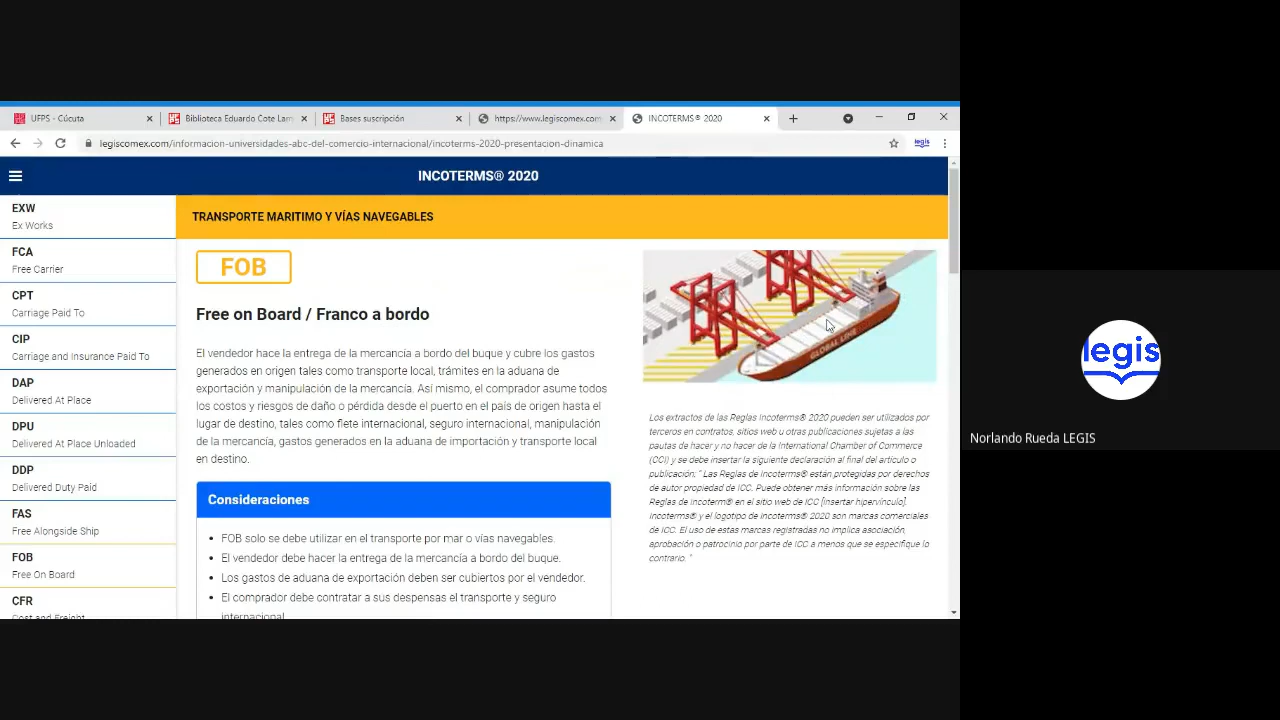 UFPS - Cúcuta
Biblioteca Eduardo Cote Lam
Bases suscripción
https://www.legiscomex.com
INCOTERMS® 2020
legiscomex.com/informacion-universidades-abc-del-comercio-internacional/incoterms-2020-presentacion-dinamica
legis
INCOTERMS® 2020
EXW
Ex Works
FCA
Free Carrier
CPT
Carriage Paid To
CIP
Carriage and Insurance Paid To
DAP
Delivered At Place
DPU
Delivered At Place Unloaded
DDP
Delivered Duty Paid
FAS
Free Alongside Ship
FOB
Free On Board
CFR
Cost and Freight
TRANSPORTE MARITIMO Y VÍAS NAVEGABLES
FOB
Free on Board / Franco a bordo
El vendedor hace la entrega de la mercancía a bordo del buque y cubre los gastos
generados en origen tales como transporte local, trámites en la aduana de
exportación y manipulación de la mercancía. Así mismo, el comprador asume todos
los costos y riesgos de daño o pérdida desde el puerto en el país de origen hasta el
lugar de destino, tales como flete internacional, seguro internacional, manipulación
de la mercancía, gastos generados en la aduana de importación y transporte local
en destino.
Consideraciones
• FOB solo se debe utilizar en el transporte por mar o vías navegables.
• El vendedor debe hacer la entrega de la mercancía a bordo del buque.
• Los gastos de aduana de exportación deben ser cubiertos por el vendedor.
• El comprador debe contratar a sus despensas el transporte y seguro
internacional
GLOBAL LINE
Los extractos de las Reglas Incoterms® 2020 pueden ser utilizados por
terceros en contratos, sitios web u otras publicaciones sujetas a las
pautas de hacer y no hacer de la International Chamber of Commerce
(CCI) y se debe insertar la siguiente declaración al final del artículo o
publicación: " Las Reglas de Incoterms® están protegidas por derechos
de autor propiedad de ICC. Puede obtener más información sobre las
Reglas de Incoterm® en el sitio web de ICC [insertar hipervínculo].
Incoterms® y el logotipo de Incoterms® 2020 son marcas comerciales
de ICC. El uso de estas marcas registradas no implica asociación,
aprobación o patrocinio por parte de ICC a menos que se especifique lo
contrario. "
legis
Norlando Rueda LEGIS